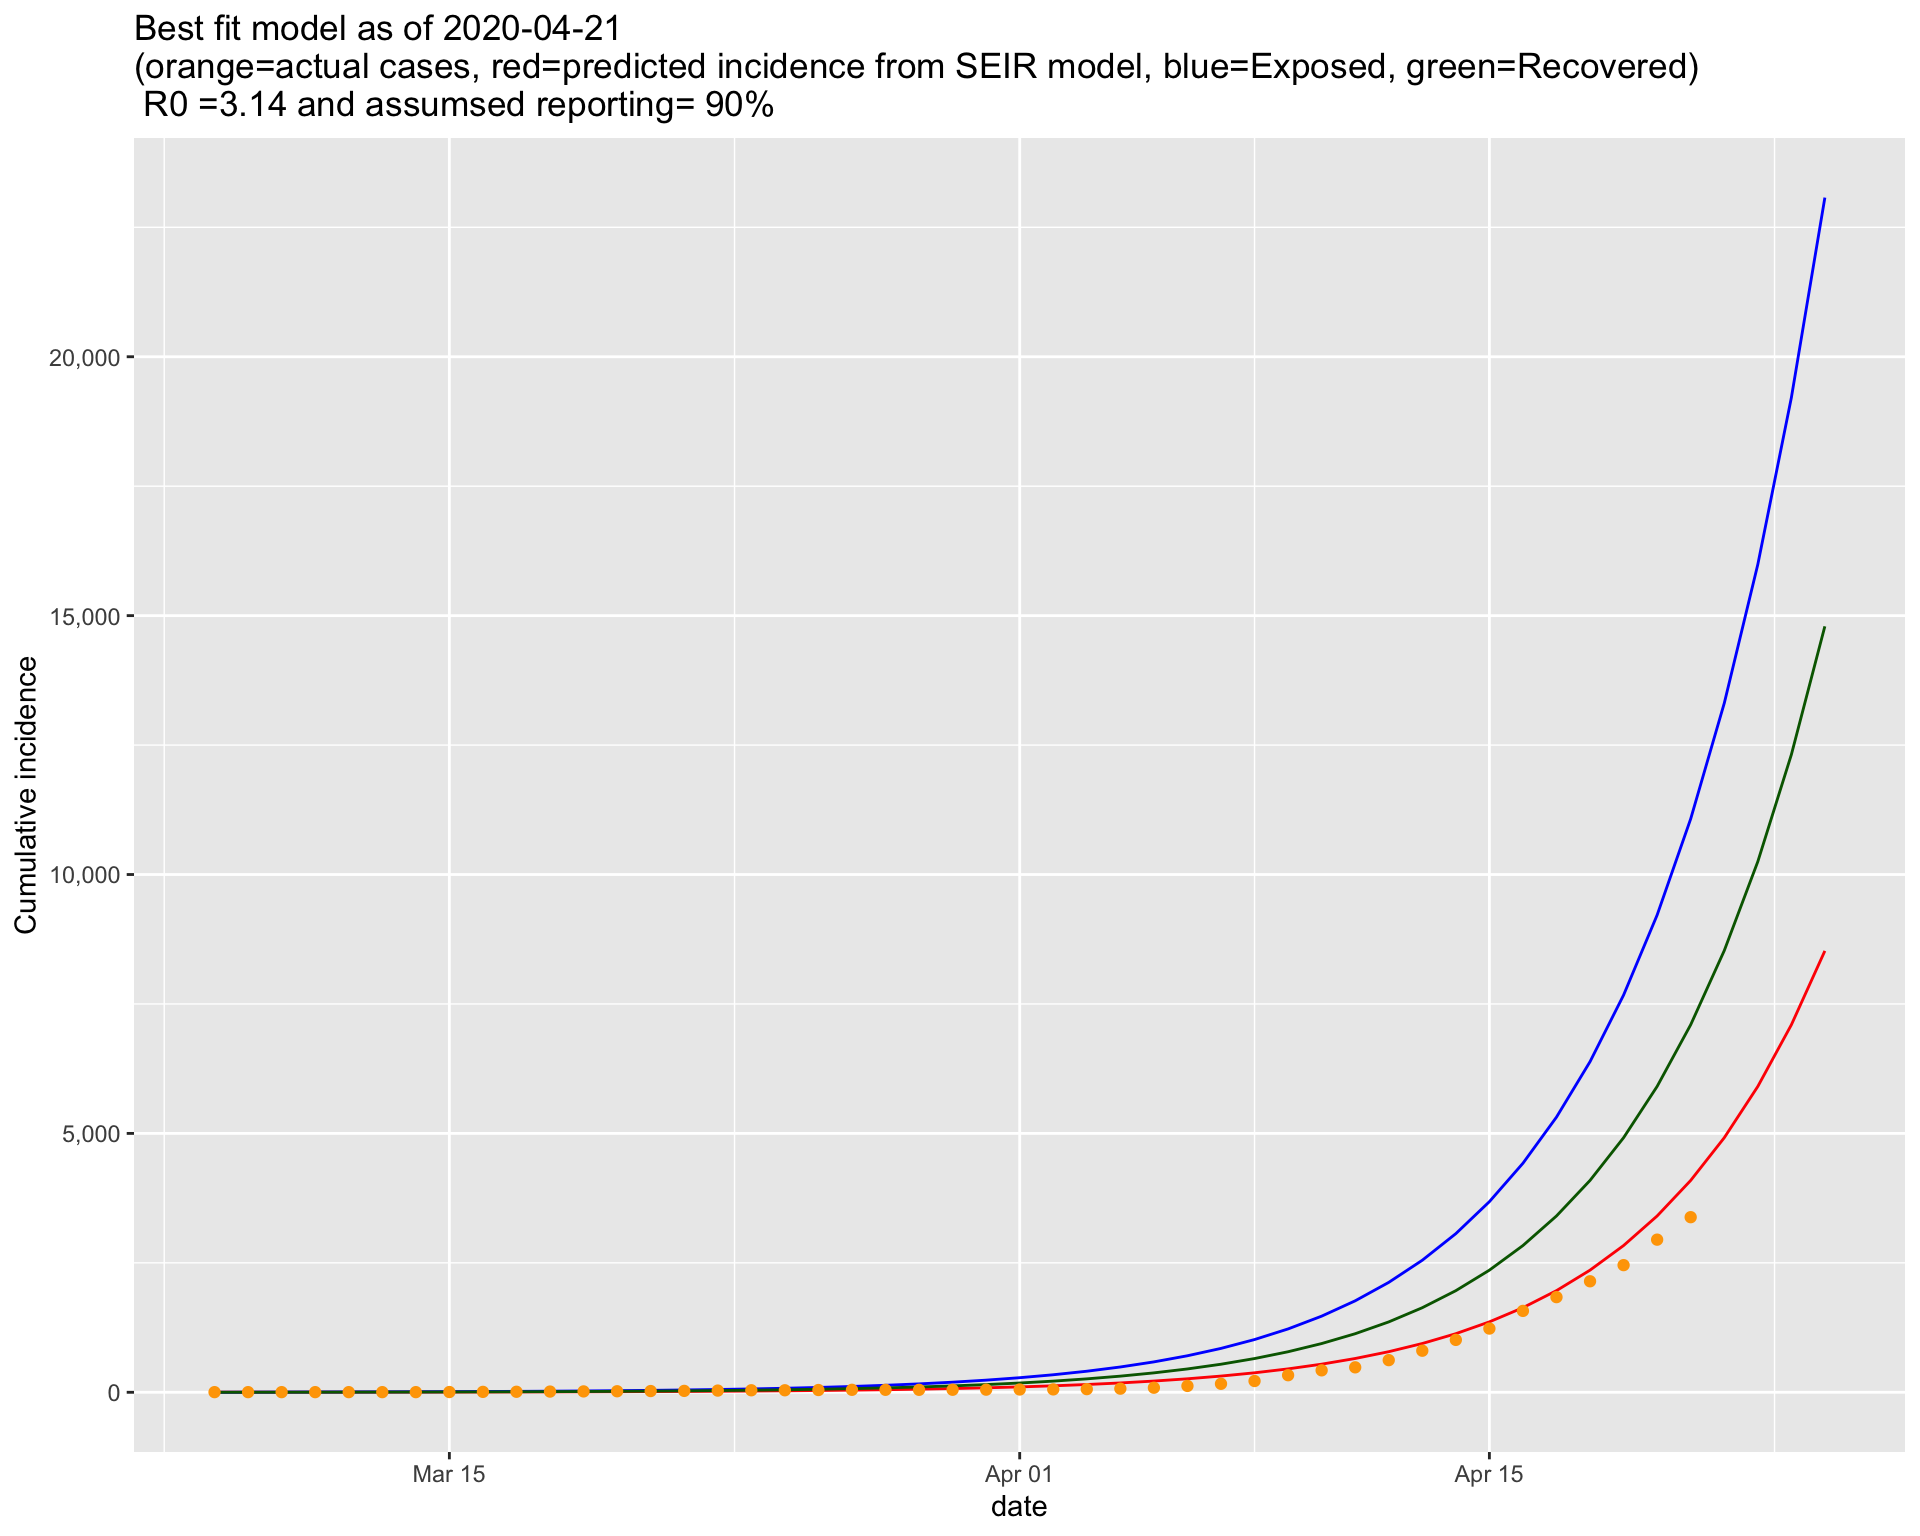 Best fit model as of 2020-04-21
(orange=actual cases, red=predicted incidence from SEIR model, blue=Exposed, green=Recovered)
R0 =3.14 and assumsed reporting= 90%
Cumulative incidence
20,000
15,000
10,000
5,000
0
Mar 15
Apr 01
Apr 15
date